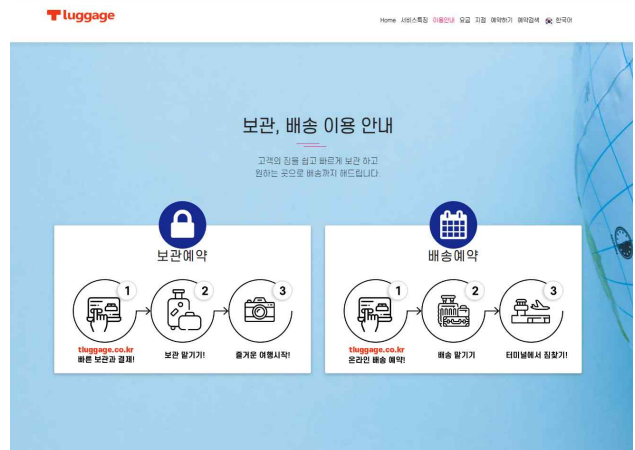 Tluggage
Home 서비스특징 이용안내 요금 지점 예약하기 예약검색 한국어
보관, 배송 이용 안내
고객의 짐을 쉽고 빠르게 보관 하고
원하는 곳으로 배송까지 해드립니다.
보관예약
1
2
3
tluggage.co.kr
빠른 보관과 결제!
보관 맡기기!
즐거운 여행시작!
배송예약
1
2
3
tluggage.co.kr
온라인 배송 예약!
배송 맡기기
터미널에서 짐찾기!